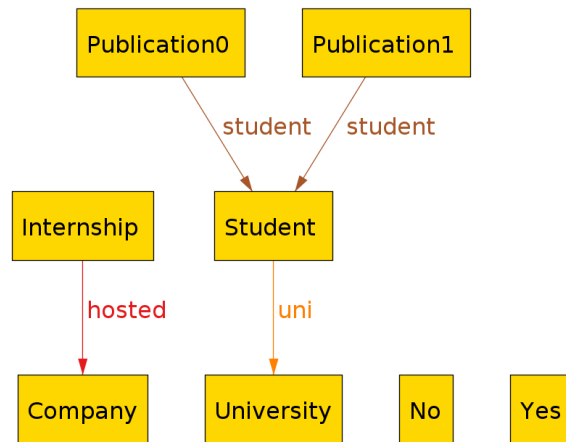 Publication0
Publication1
student
student
Internship
Student
hosted
uni
Company
University
No
Yes